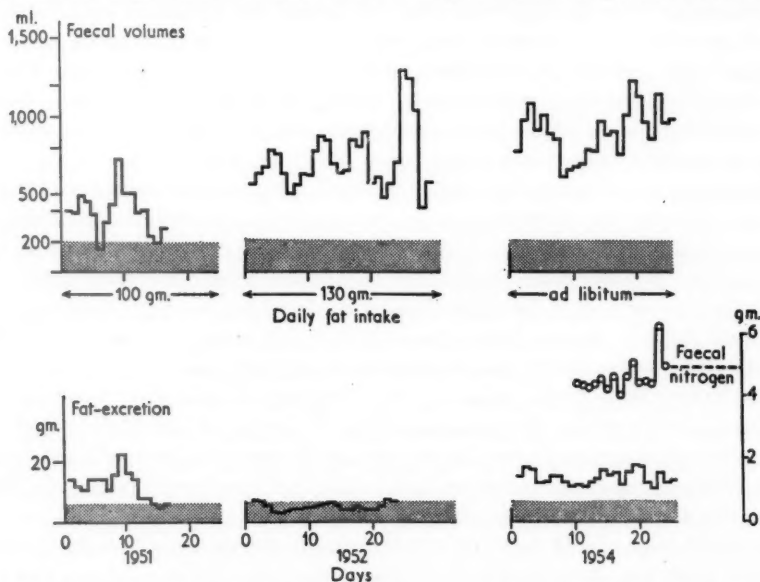 ml.
1,500
Faecal volumes
1,000
500
200
10 20
100 gm. 130 gm. ad libitum
Daily fat intake
gm.
6
Faecal
nitrogen
4
2
0
Fat-excretion
gm.
20
0 10 20 0 10 20 0 10 20
1951 1952 1954
Days